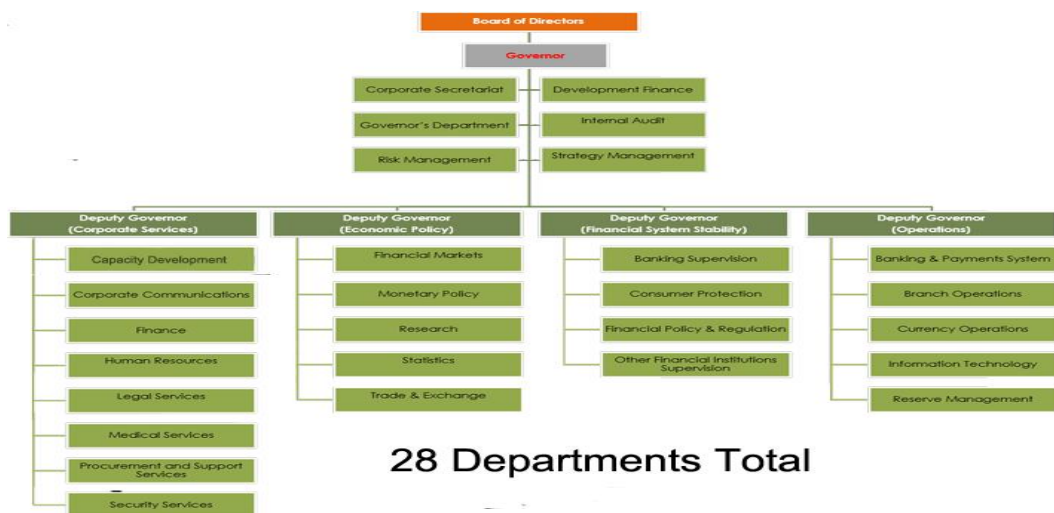 Board of Directors
Governor
Corporate Secretariat
Development Finance
Governor's Department
Internal Audit
Risk Management
Strategy Management
Deputy Governor
(Corporate Services)
Capacity Development
Corporate Communications
Finance
Human Resources
Legal Services
Medical Services
Procurement and Support
Services
Security Services
Deputy Governor
(Economic Policy)
Financial Markets
Monetary Policy
Research
Statistics
Trade & Exchange
Deputy Governor
(Financial System Stability)
Banking Supervision
Consumer Protection
Financial Policy & Regulation
Other Financial Institutions
Supervision
Deputy Governor
(Operations)
Banking & Payments System
Branch Operations
Currency Operations
Information Technology
Reserve Management
28 Departments Total